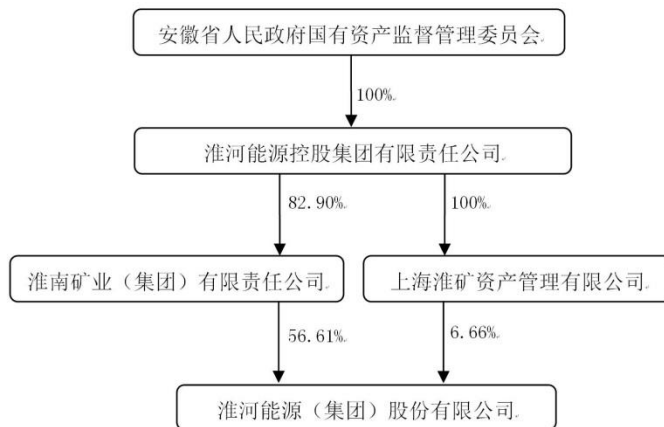 安徽省人民政府国有资产监督管理委员会
100%
淮河能源控股集团有限责任公司
82.90%
100%
淮南矿业（集团）有限责任公司
上海淮矿资产管理有限公司
56.61%
6.66%
淮河能源（集团）股份有限公司